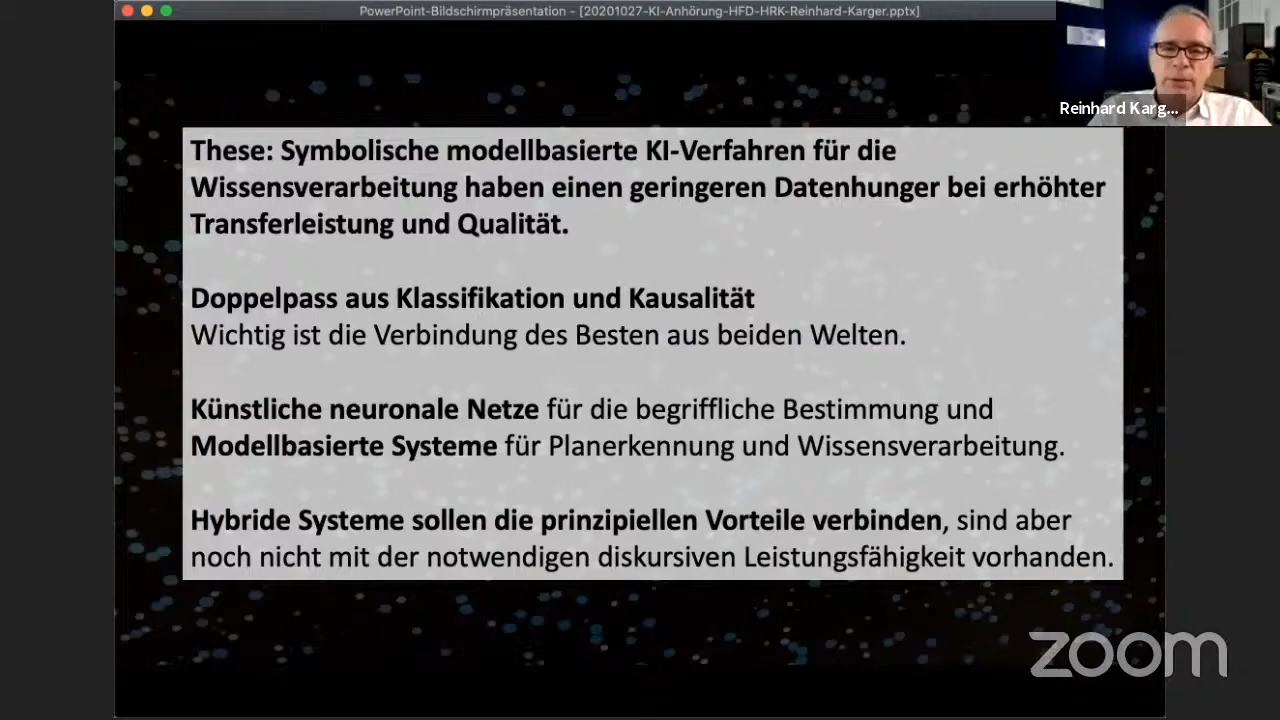 PowerPoint-Bildschirmpräsentation - [20201027-KI-Anhörung-HFD-HRK-Reinhard-Karger.pptx]
Reinhard Karg...
These: Symbolische modellbasierte KI-Verfahren für die
Wissensverarbeitung haben einen geringeren Datenhunger bei erhöhter
Transferleistung und Qualität.
Doppelpass aus Klassifikation und Kausalität
Wichtig ist die Verbindung des Besten aus beiden Welten.
Künstliche neuronale Netze für die begriffliche Bestimmung und
Modellbasierte Systeme für Planerkennung und Wissensverarbeitung.
Hybride Systeme sollen die prinzipiellen Vorteile verbinden, sind aber
noch nicht mit der notwendigen diskursiven Leistungsfähigkeit vorhanden.
zoom